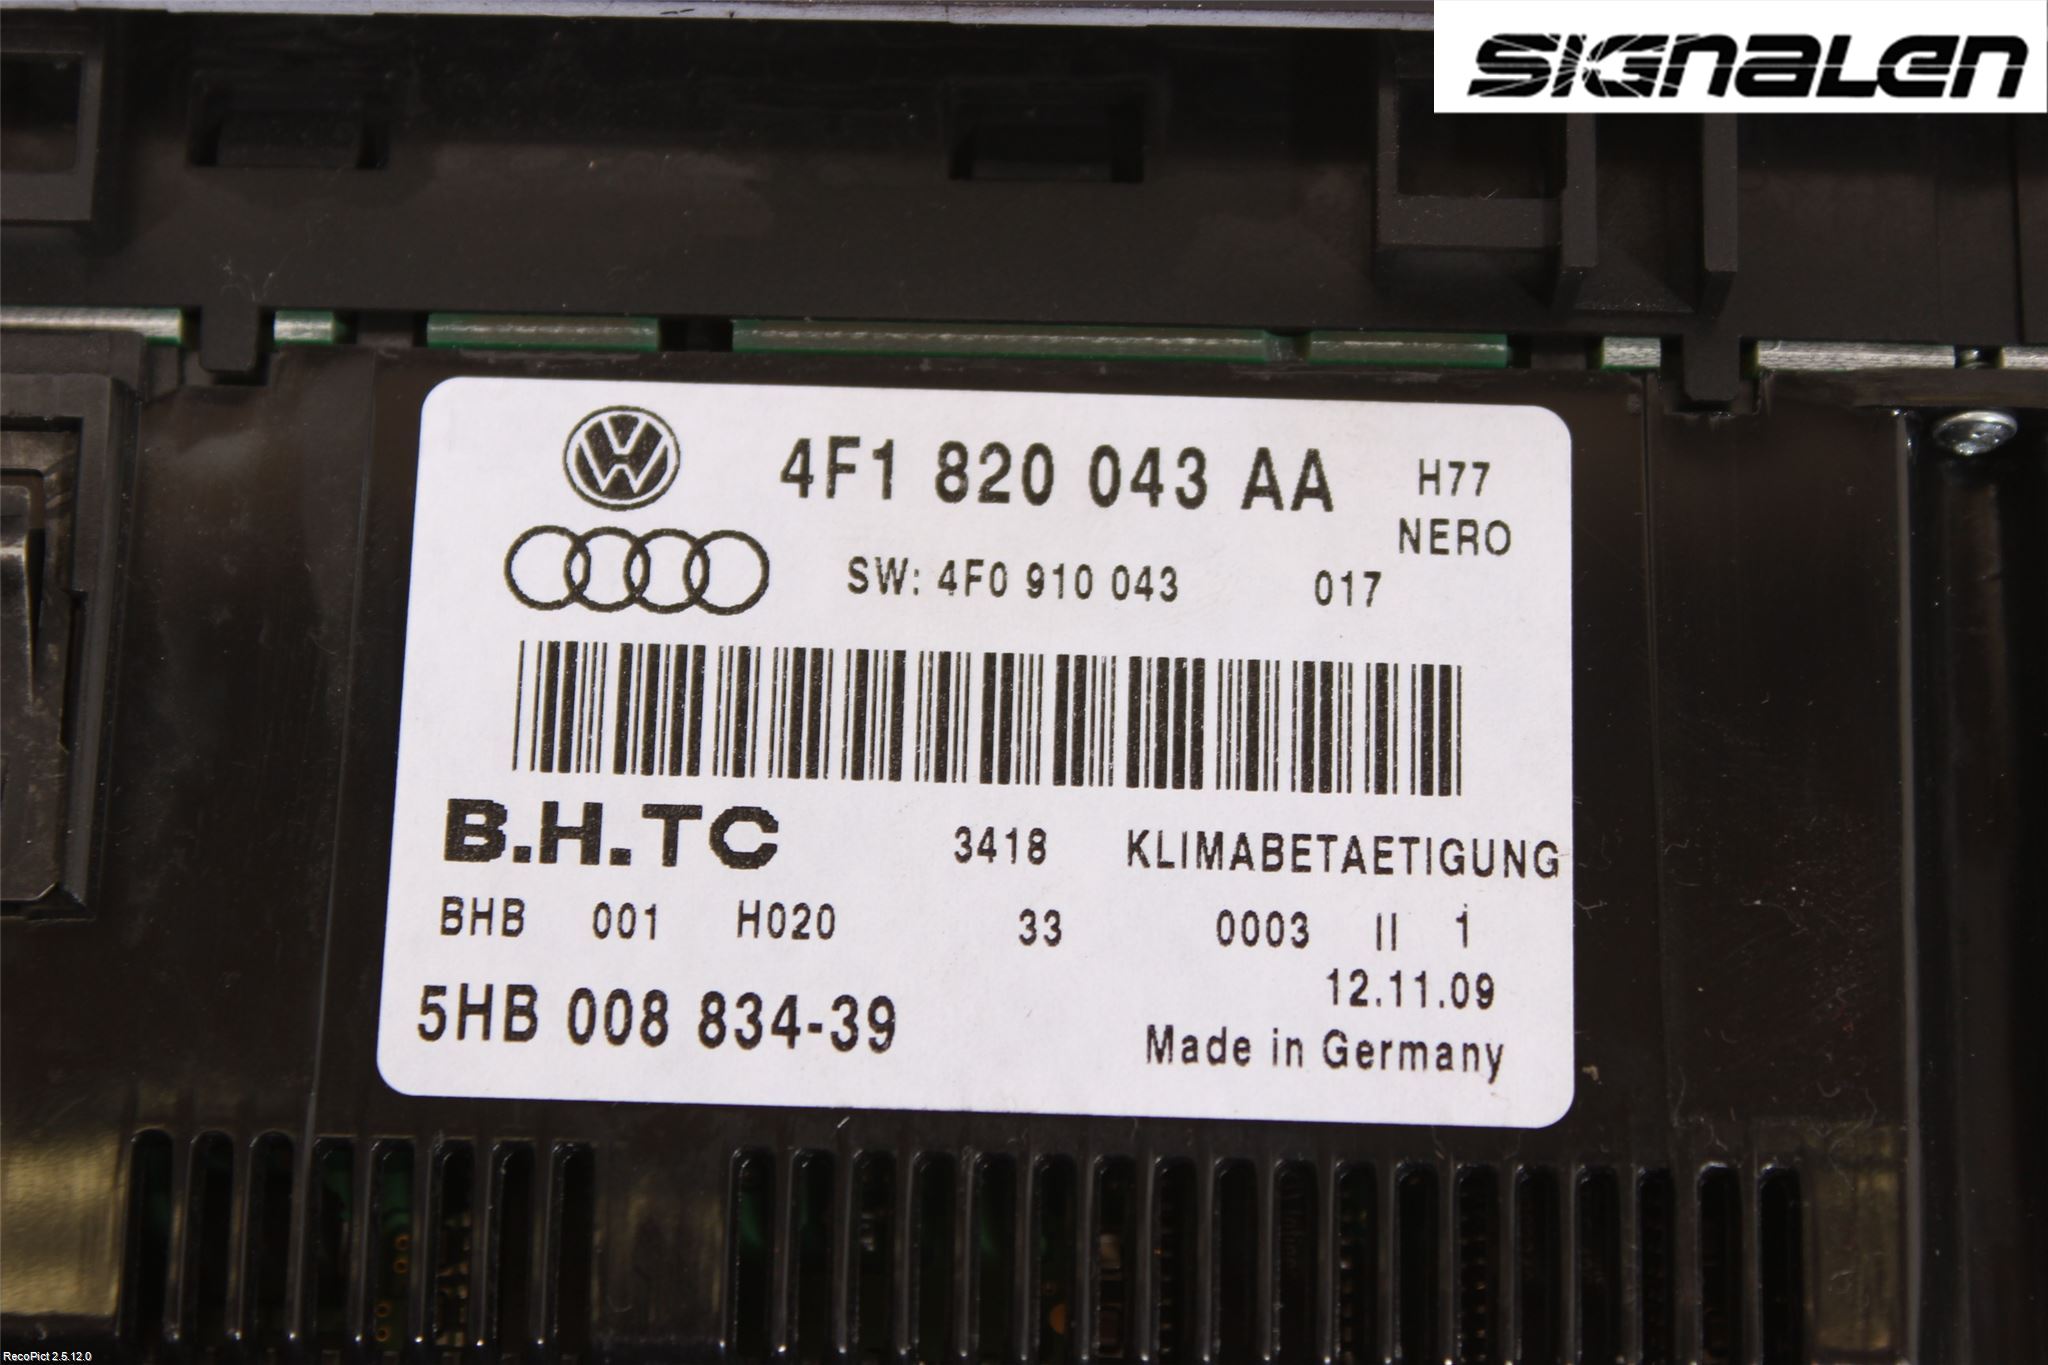 SIGNALEN
4F1 820 043 AA H77
NERO
SW: 4F0 910 043 017
B.H.TC 3418 KLIMABETAETIGUNG
BHB 001 H020 33 0003 II 1
12.11.09
5HB 008 834-39
Made in Germany
RecoPict 2.5.12.0